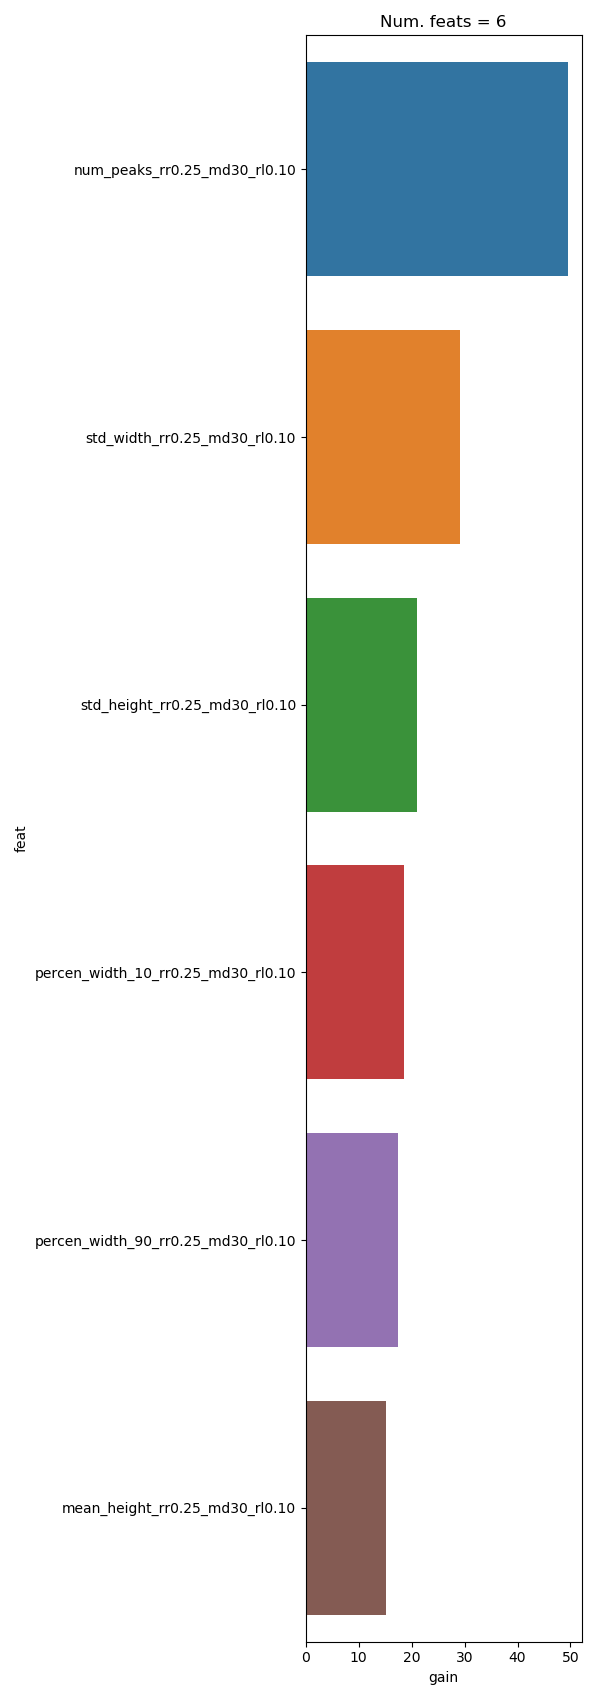 Num. feats = 6
num_peaks_rr0.25_md30_rl0.10
std_width_rr0.25_md30_rl0.10
std_height_rr0.25_md30_rl0.10
feat
percen_width_10_rr0.25_md30_rl0.10
percen_width_90_rr0.25_md30_rl0.10
mean_height_rr0.25_md30_rl0.10
0 10 20 30 40 50
gain